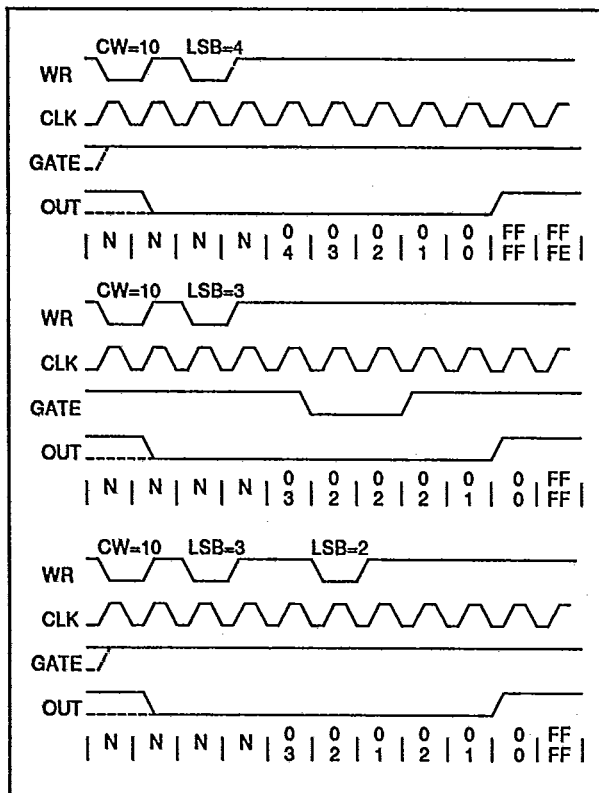 CW=10 LSB=4
WR
CLK
GATE
OUT
| N | N | N | N | 0 | 0 | 0 | 0 | 0 | FF | FF |
4 3 2 1 0 FF FE
CW=10 LSB=3
WR
CLK
GATE
OUT
| N | N | N | N | 0 | 0 | 0 | 0 | 0 | 0 | FF |
3 2 2 2 1 0 FF
CW=10 LSB=3 LSB=2
WR
CLK
GATE
OUT
| N | N | N | N | 0 | 0 | 0 | 0 | 0 | 0 | FF |
3 2 1 2 1 0 FF